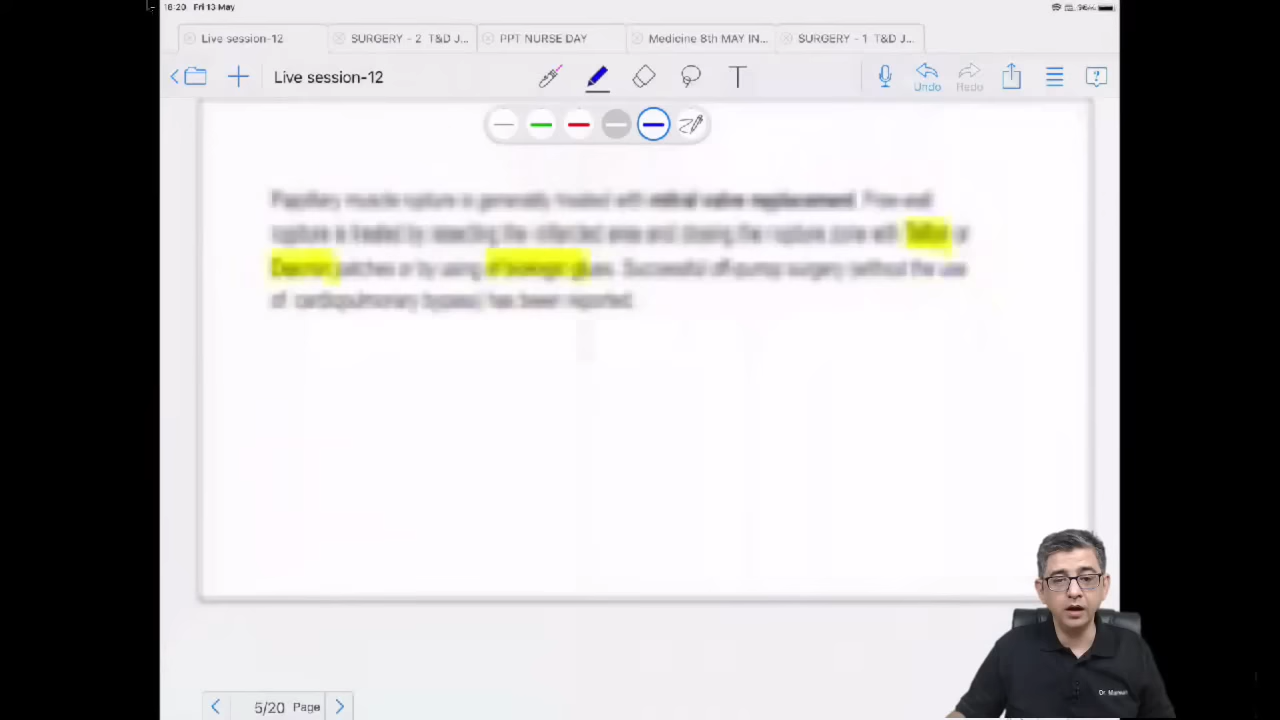 18:20 Fri 13 May
Live session-12
SURGERY - 2 T&D J...
PPT NURSE DAY
Medicine 8th MAY IN...
SURGERY - 1 T&D J...
Live session-12
T
Undo
Redo
?
Papillary muscle rupture is generally treated with mitral valve replacement. Free-wall
rupture is treated by resecting the infarcted area and closing the rupture zone with Teflon or
Dacron patches or by using of biologic glues. Successful off-pump surgery (without the use
of cardiopulmonary bypass) has been reported.
5/20 Page